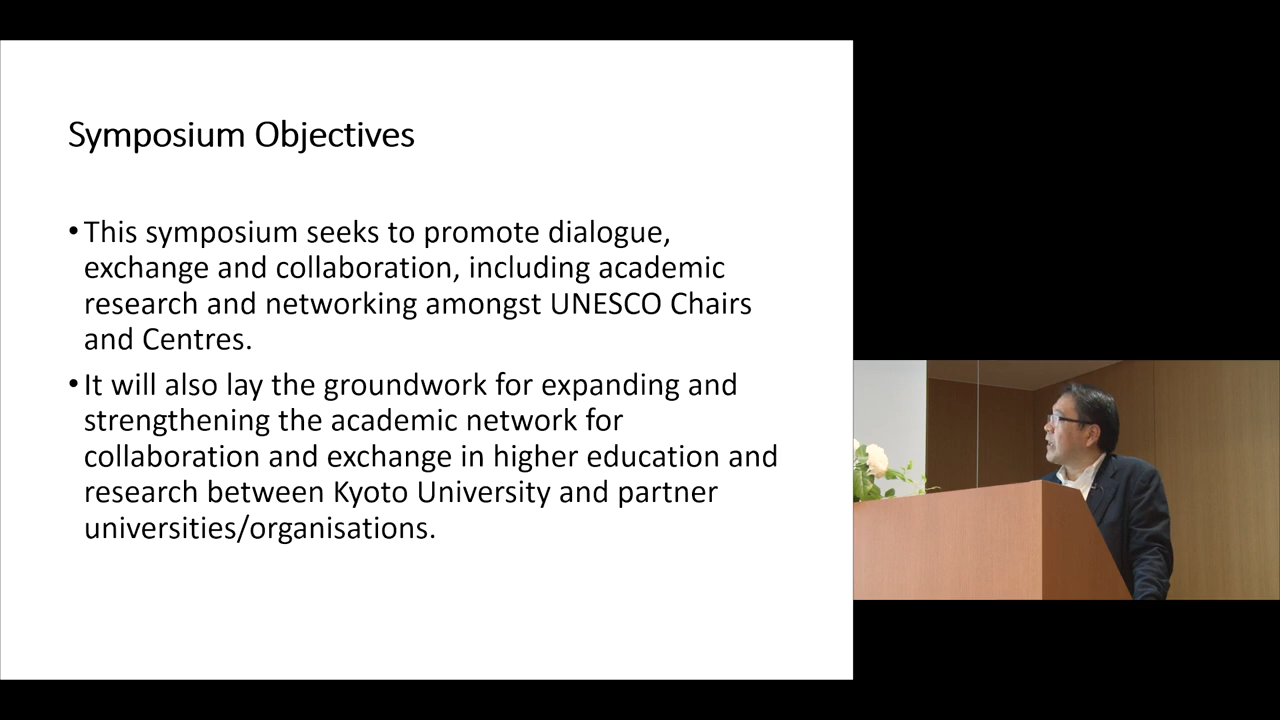 Symposium Objectives
• This symposium seeks to promote dialogue,
exchange and collaboration, including academic
research and networking amongst UNESCO Chairs
and Centres.
• It will also lay the groundwork for expanding and
strengthening the academic network for
collaboration and exchange in higher education and
research between Kyoto University and partner
universities/organisations.